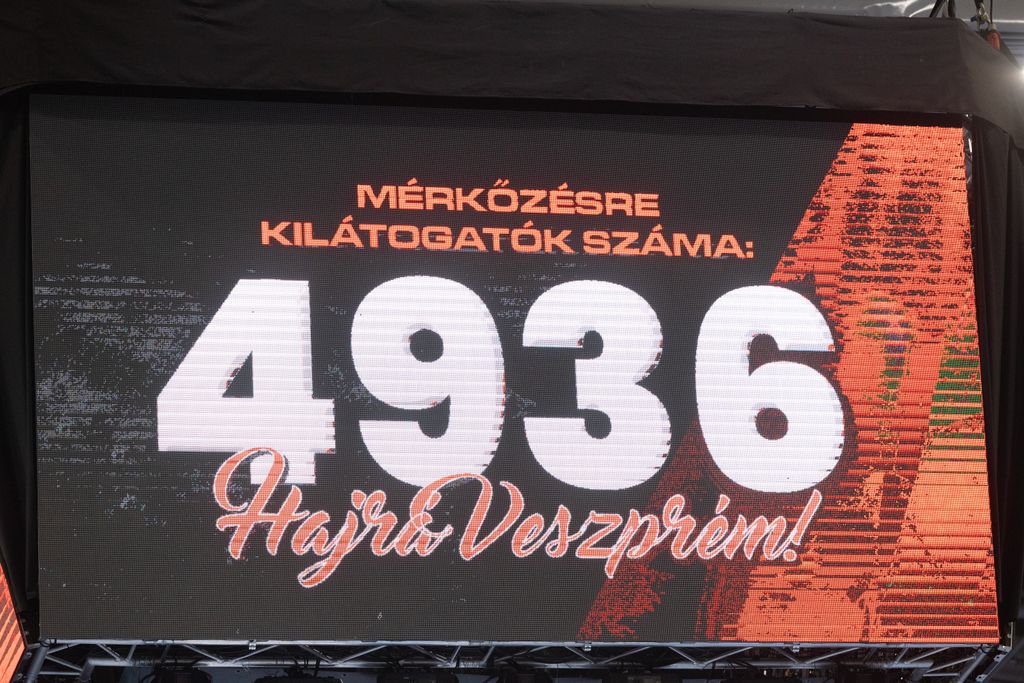 MÉRKŐZÉSRE
KILÁTOGATÓK SZÁMA:
4936
Hajrá Veszprém!